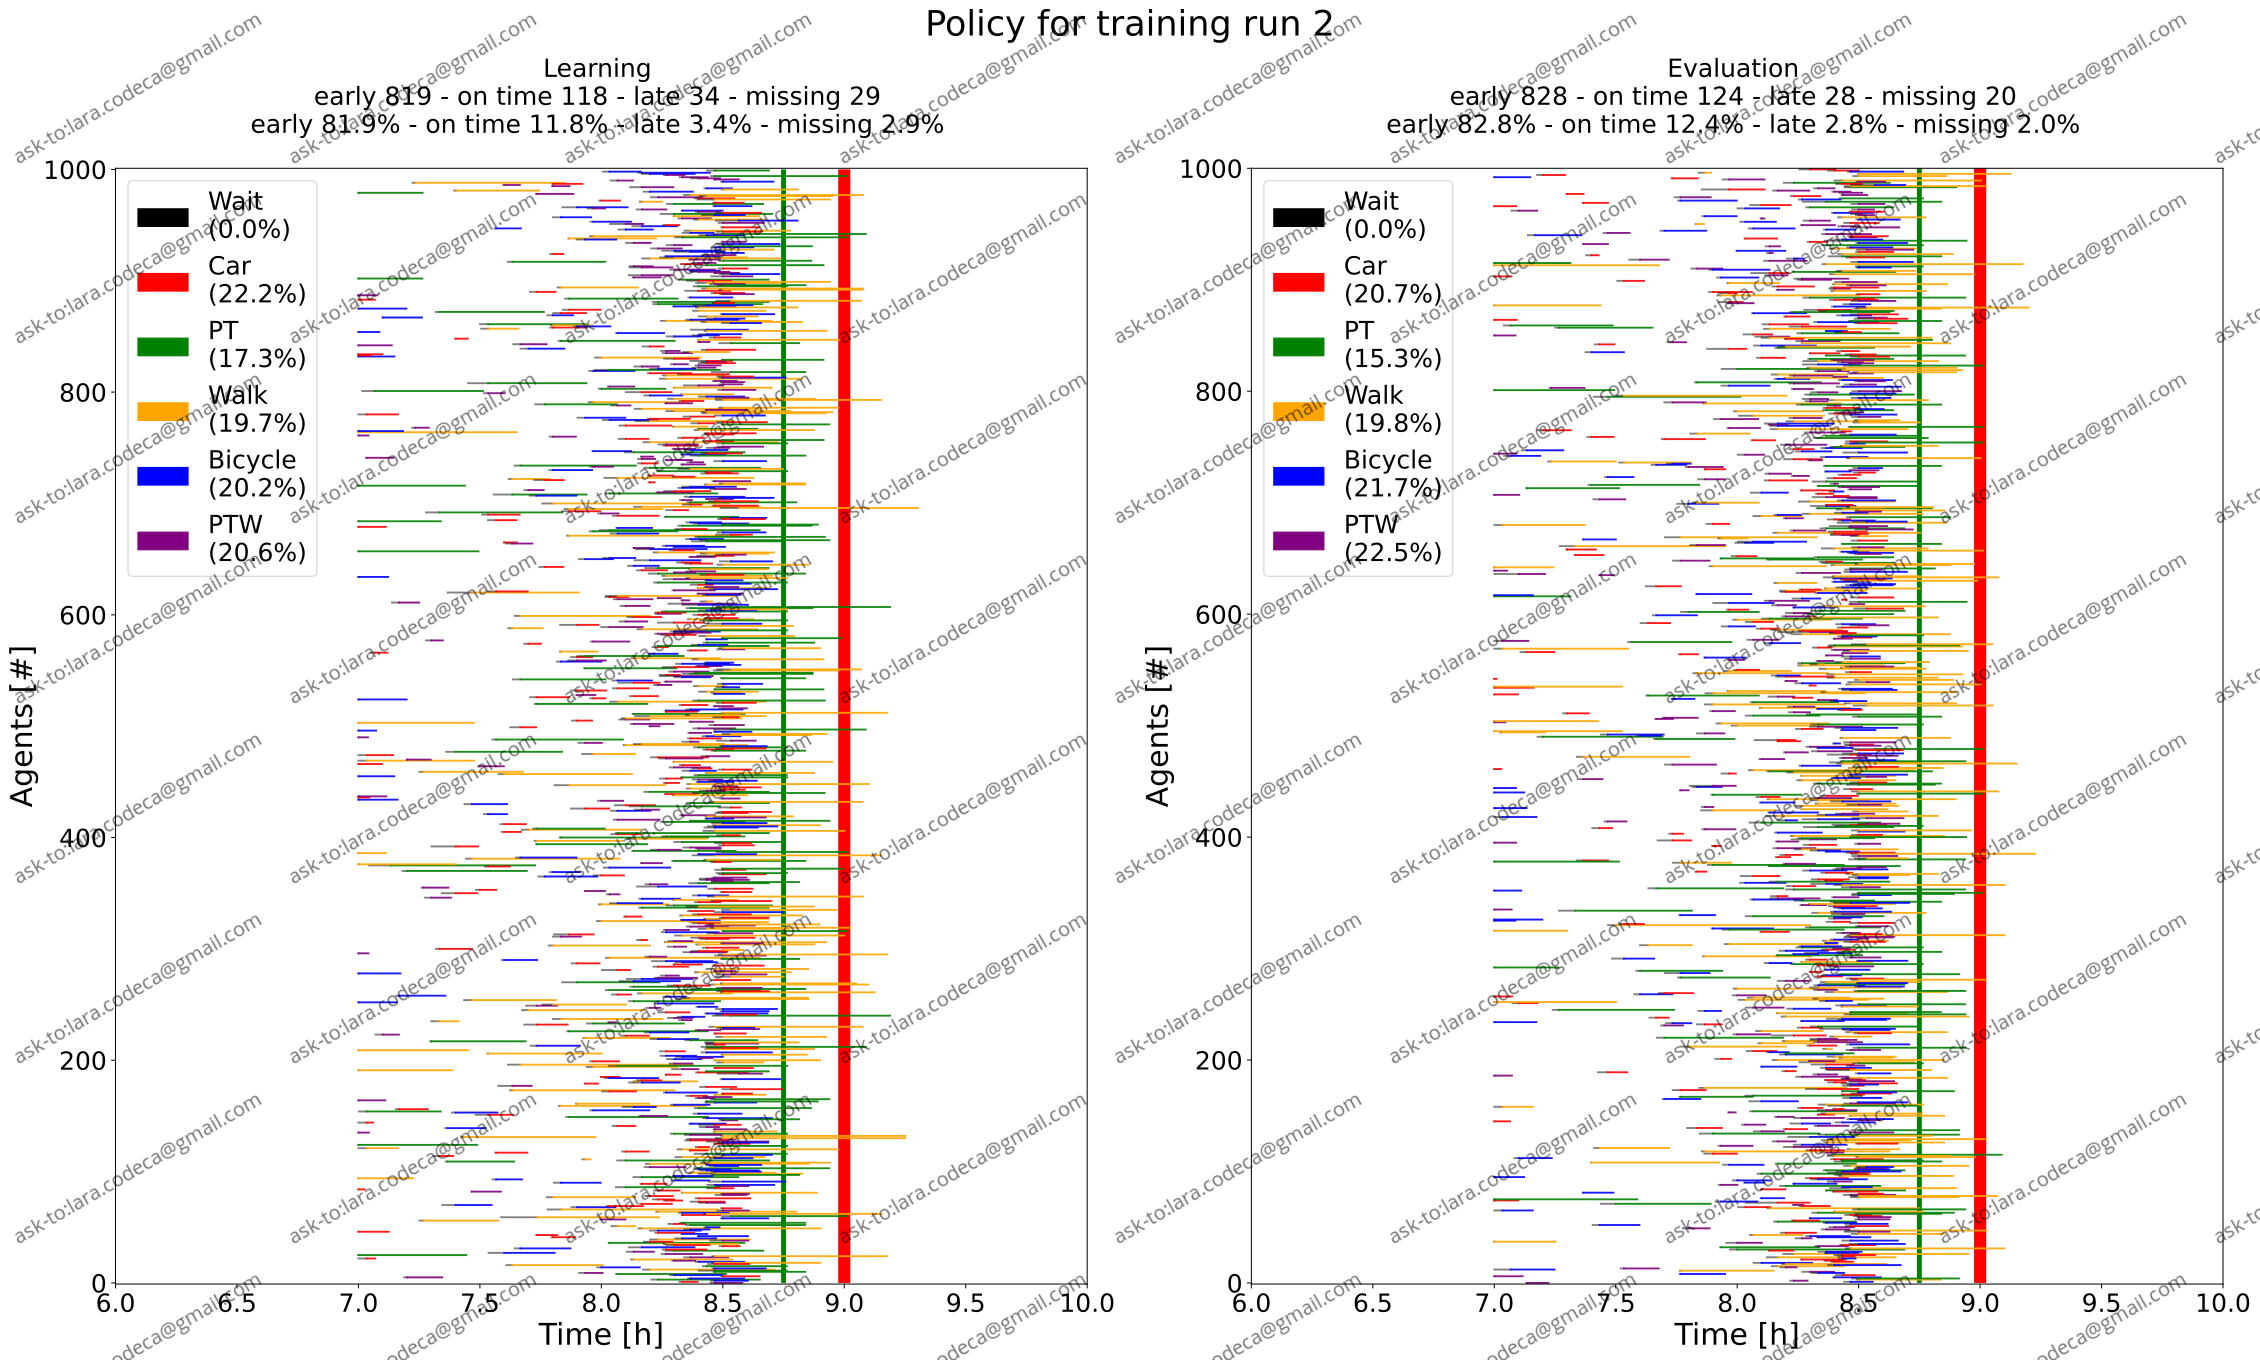 Policy for training run 2
Learning
early 819 - on time 118 - late 34 - missing 29
early 81.9% - on time 11.8% - late 3.4% - missing 2.9%
1000
800
600
400
200
0
Agents [#]
Wait
(0.0%)
Car
(22.2%)
PT
(17.3%)
Walk
(19.7%)
Bicycle
(20.2%)
PTW
(20.6%)
6.0 6.5 7.0 7.5 8.0 8.5 9.0 9.5 10.0
Time [h]
Evaluation
early 828 - on time 124 - late 28 - missing 20
early 82.8% - on time 12.4% - late 2.8% - missing 2.0%
1000
800
600
400
200
0
Agents [#]
Wait
(0.0%)
Car
(20.7%)
PT
(15.3%)
Walk
(19.8%)
Bicycle
(21.7%)
PTW
(22.5%)
6.0 6.5 7.0 7.5 8.0 8.5 9.0 9.5 10.0
Time [h]
ask-to:lara.codeca@gmail.com